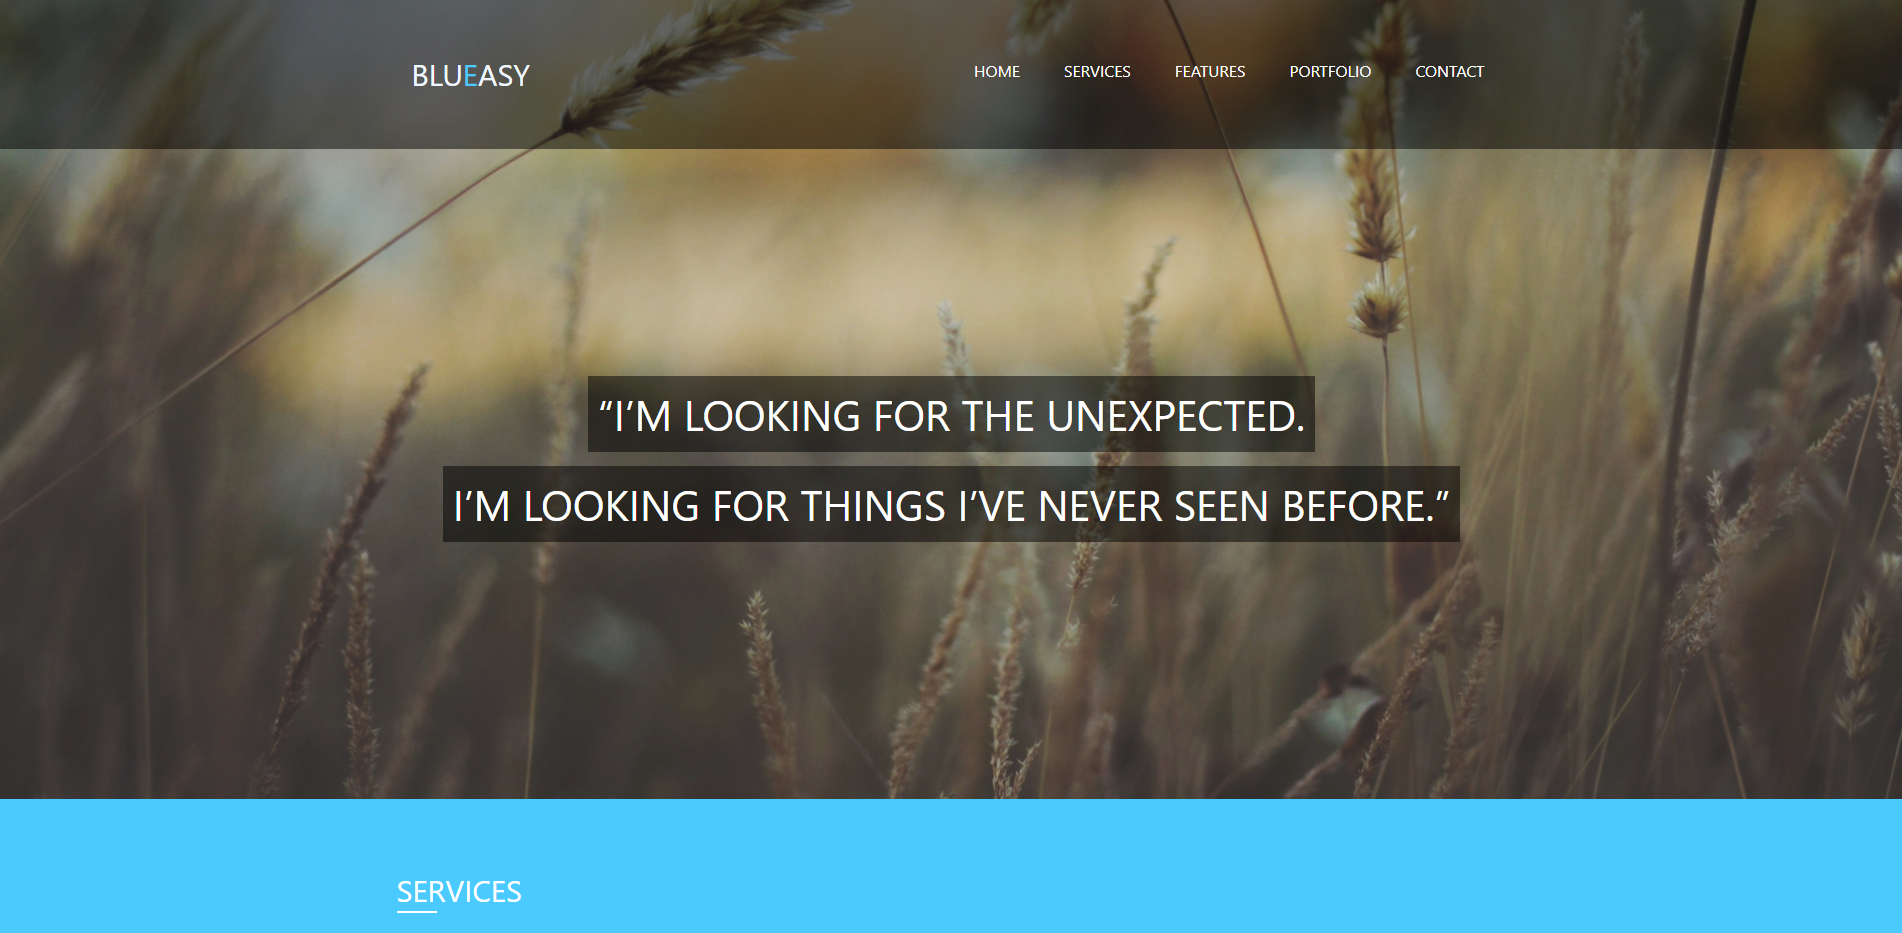 BLUEASY
HOME SERVICES FEATURES PORTFOLIO CONTACT
“I’M LOOKING FOR THE UNEXPECTED.
I’M LOOKING FOR THINGS I’VE NEVER SEEN BEFORE.”
SERVICES